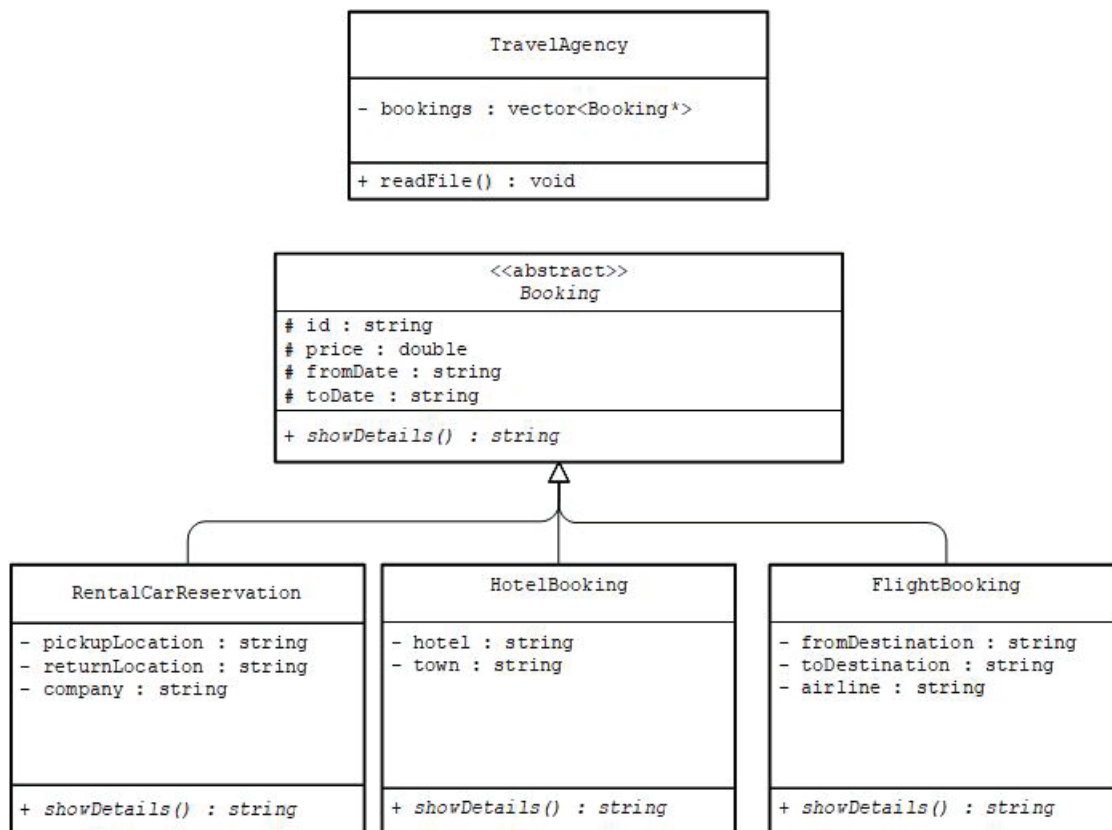 TravelAgency
- bookings : vector<Booking*>
+ readFile() : void
<<abstract>>
Booking
# id : string
# price : double
# fromDate : string
# toDate : string
+ showDetails() : string
RentalCarReservation
- pickupLocation : string
- returnLocation : string
- company : string
+ showDetails() : string
HotelBooking
- hotel : string
- town : string
+ showDetails() : string
FlightBooking
- fromDestination : string
- toDestination : string
- airline : string
+ showDetails() : string